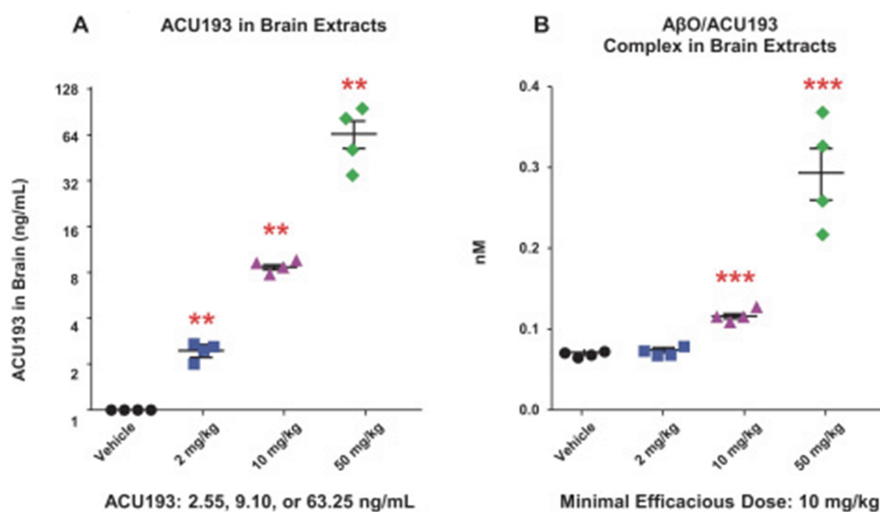 A
ACU193 in Brain Extracts
ACU193 in Brain (ng/mL)
128
64
32
16
8
4
2
1
**
**
**
Vehicle
2 mg/kg
10 mg/kg
50 mg/kg
ACU193: 2.55, 9.10, or 63.25 ng/mL
B
AβO/ACU193
Complex in Brain Extracts
nM
0.4
0.3
0.2
0.1
0.0
***
***
Vehicle
2 mg/kg
10 mg/kg
50 mg/kg
Minimal Efficacious Dose: 10 mg/kg